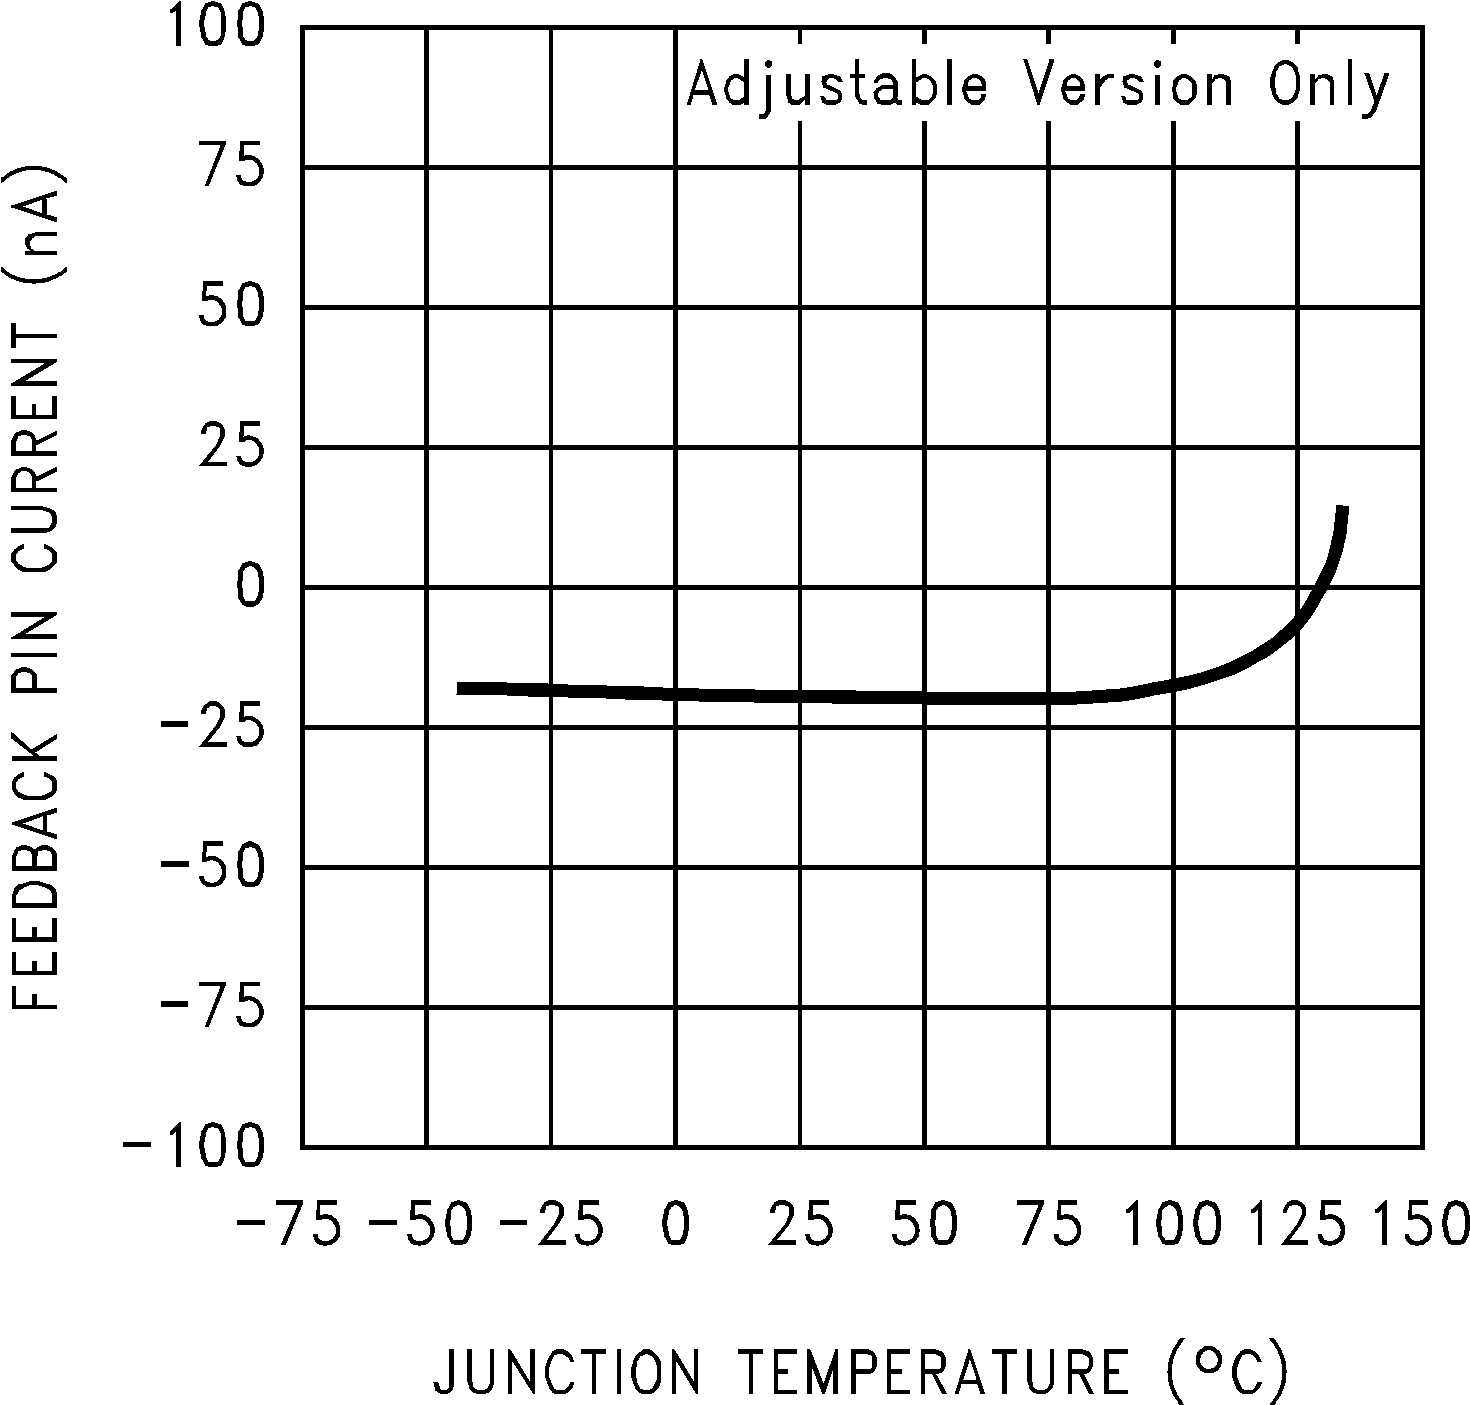 Adjustable Version Only
FEEDBACK PIN CURRENT (nA)
100
75
50
25
0
-25
-50
-75
-100
-75 -50 -25 0 25 50 75 100 125 150
JUNCTION TEMPERATURE (°C)